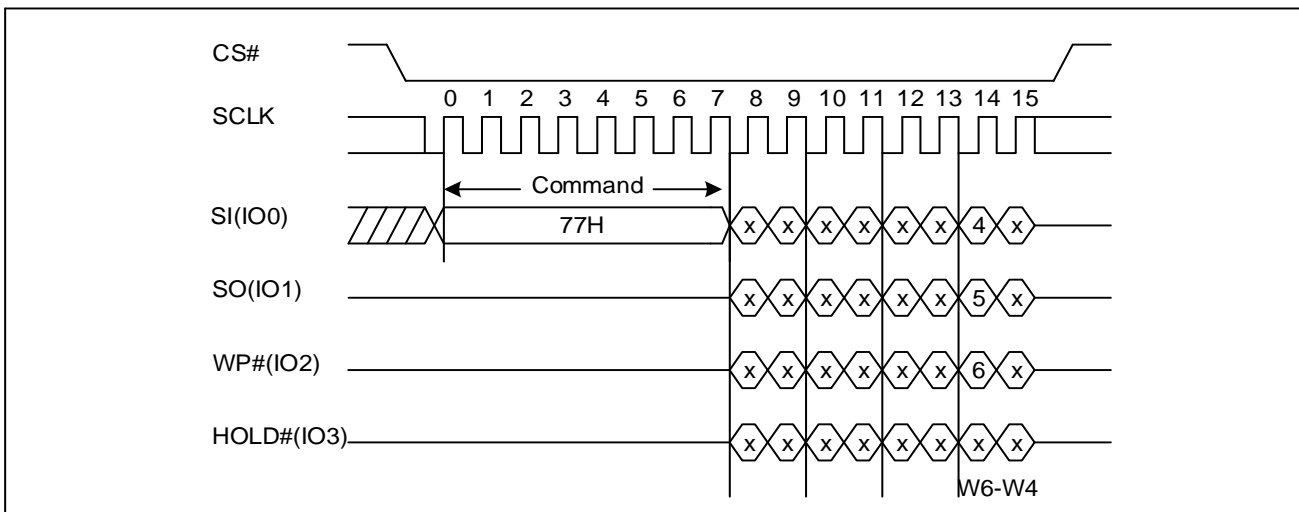 CS#
0 1 2 3 4 5 6 7 8 9 10 11 12 13 14 15
SCLK
Command
SI(IO0) 77H x x x x x x 4 x
SO(IO1) x x x x x x 5 x
WP#(IO2) x x x x x x 6 x
HOLD#(IO3) x x x x x x x x
W6-W4